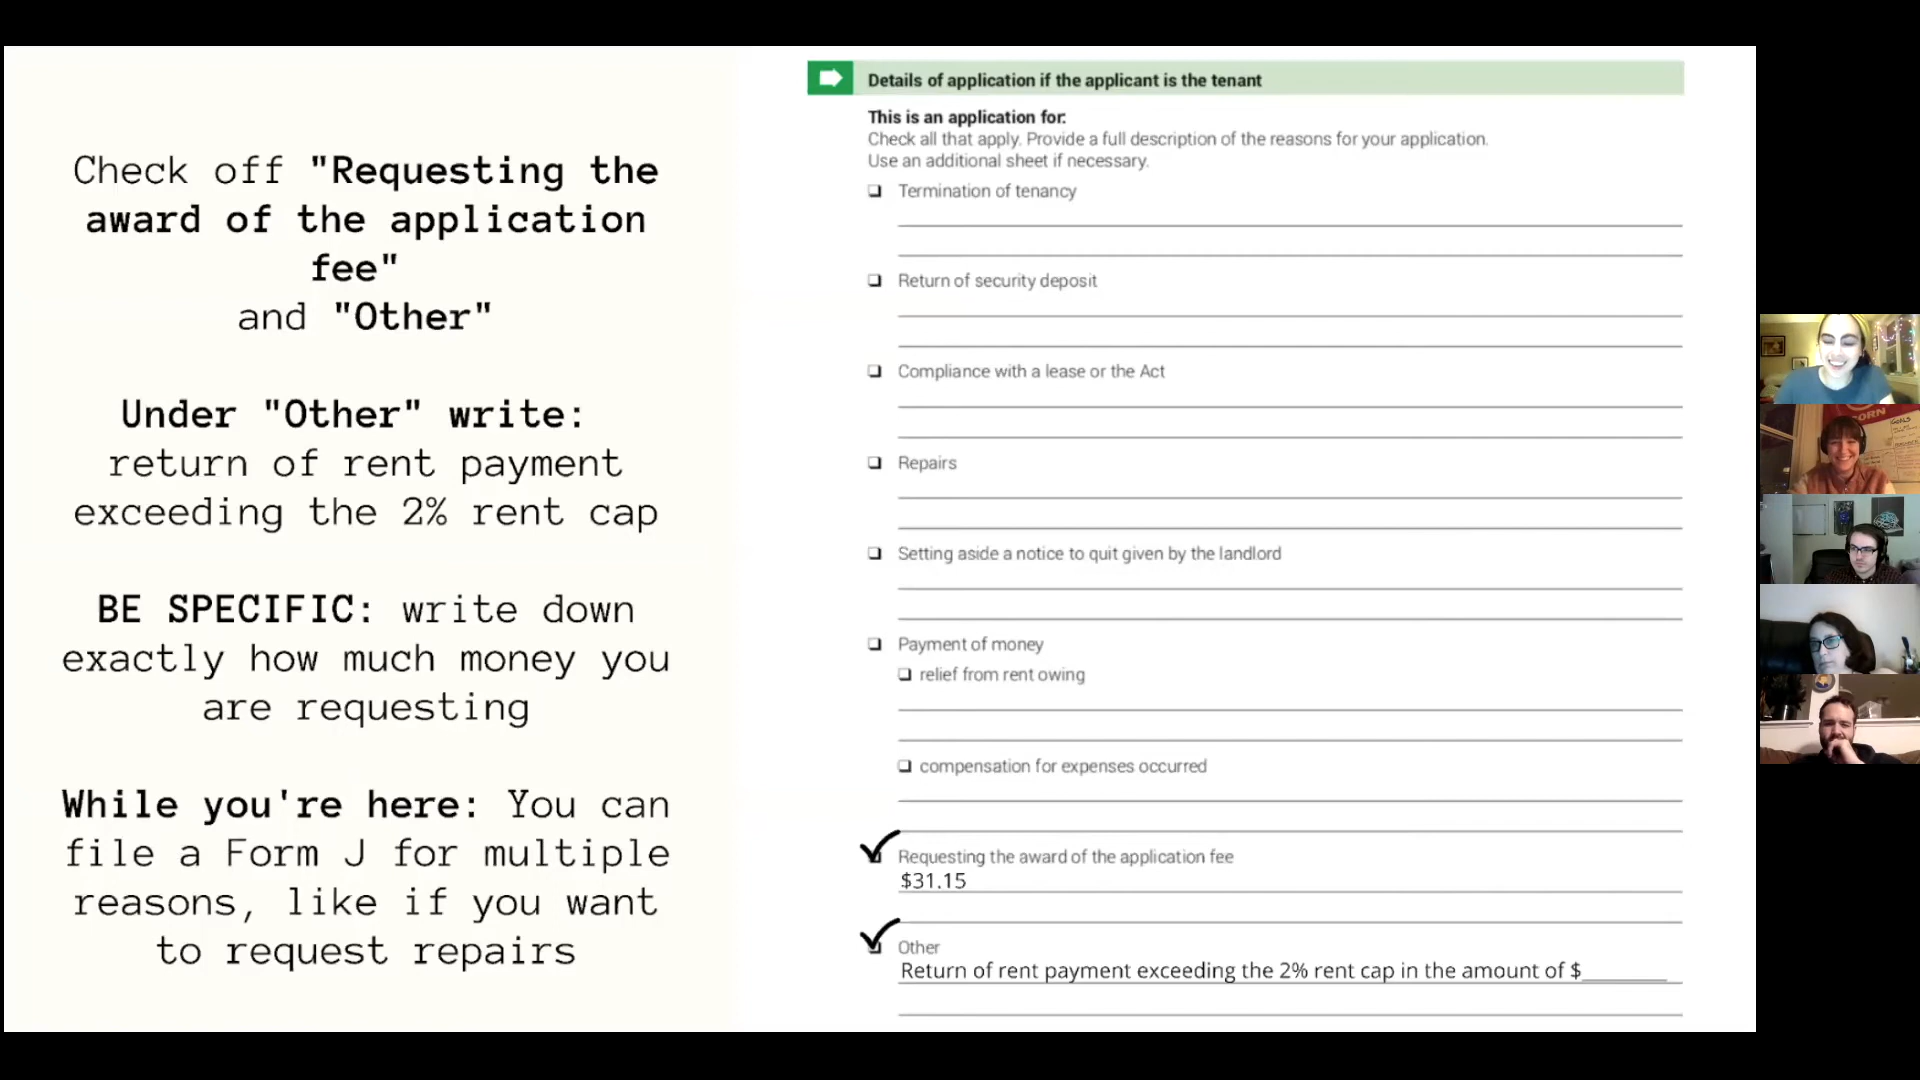 Check off "Requesting the
award of the application
fee"
and "Other"
Under "Other" write:
return of rent payment
exceeding the 2% rent cap
BE SPECIFIC: write down
exactly how much money you
are requesting
While you're here: You can
file a Form J for multiple
reasons, like if you want
to request repairs
Details of application if the applicant is the tenant
This is an application for:
Check all that apply. Provide a full description of the reasons for your application.
Use an additional sheet if necessary.
Termination of tenancy
Return of security deposit
Compliance with a lease or the Act
Repairs
Setting aside a notice to quit given by the landlord
Payment of money
relief from rent owing
compensation for expenses occurred
Requesting the award of the application fee
$31.15
Other
Return of rent payment exceeding the 2% rent cap in the amount of $________
ORN
GOALS